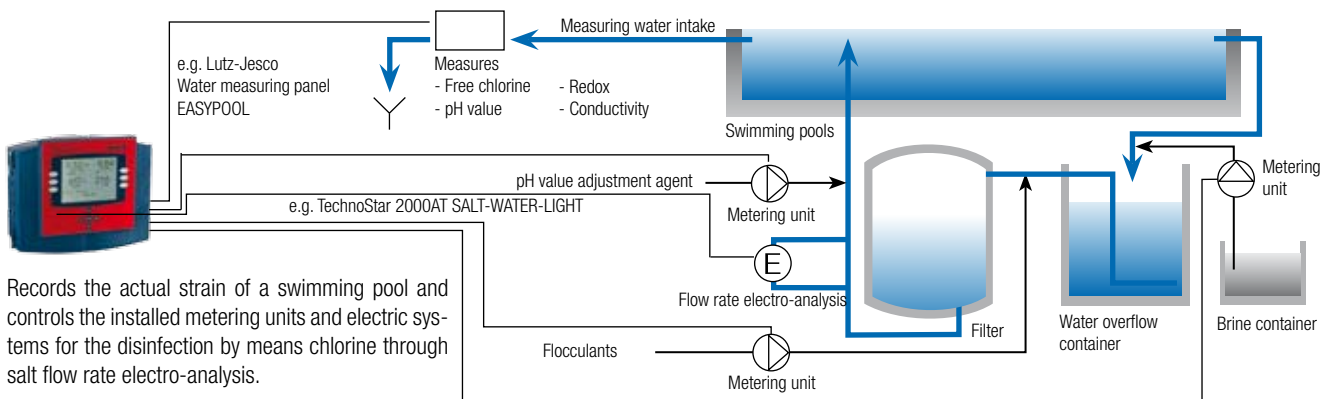 Measuring water intake
e.g. Lutz-Jesco
Water measuring panel
EASYPOOL
Measures
- Free chlorine
- pH value
- Redox
- Conductivity
Swimming pools
pH value adjustment agent
Metering unit
e.g. TechnoStar 2000AT SALT-WATER-LIGHT
E
Flow rate electro-analysis
Filter
Water overflow
container
Metering
unit
Brine container
Flocculants
Metering unit
Records the actual strain of a swimming pool and
controls the installed metering units and electric sys-
tems for the disinfection by means chlorine through
salt flow rate electro-analysis.